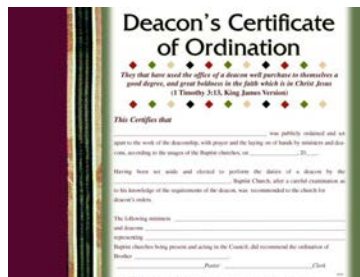 Deacon's Certificate
of Ordination
They that have used the office of a deacon well purchase to themselves a
good degree, and great boldness in the faith which is in Christ Jesus
(1 Timothy 3:13, King James Version)
This Certifies that
was publicly ordained and set
apart to the work of the deaconship, with prayer and the laying on of hands by ministers and dea-
cons, according to the usages of the Baptist churches, on 20
Having been set aside and elected to perform the duties of a deacon by the
Baptist Church, after a careful examination as
to his knowledge of the requirements of the deacon, was recommended to the church for
deacon's orders.
The following ministers
and deacons
representing
Baptist churches being present and acting in the Council, did recommend the ordination of
Brother
Pastor Clerk